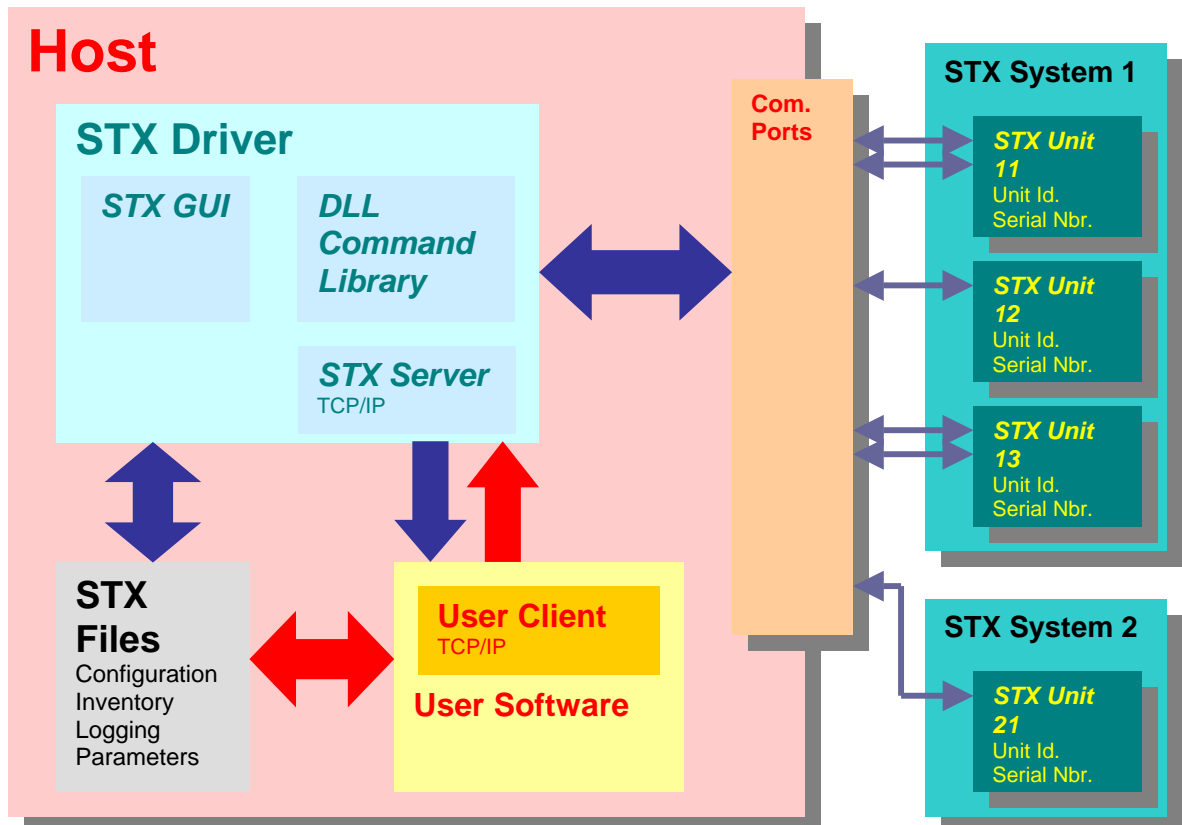 Host
STX Driver
STX GUI
DLL
Command
Library
STX Server
TCP/IP
STX
Files
Configuration
Inventory
Logging
Parameters
User Client
TCP/IP
User Software
Com.
Ports
STX System 1
STX Unit
11
Unit Id.
Serial Nbr.
STX Unit
12
Unit Id.
Serial Nbr.
STX Unit
13
Unit Id.
Serial Nbr.
STX System 2
STX Unit
21
Unit Id.
Serial Nbr.